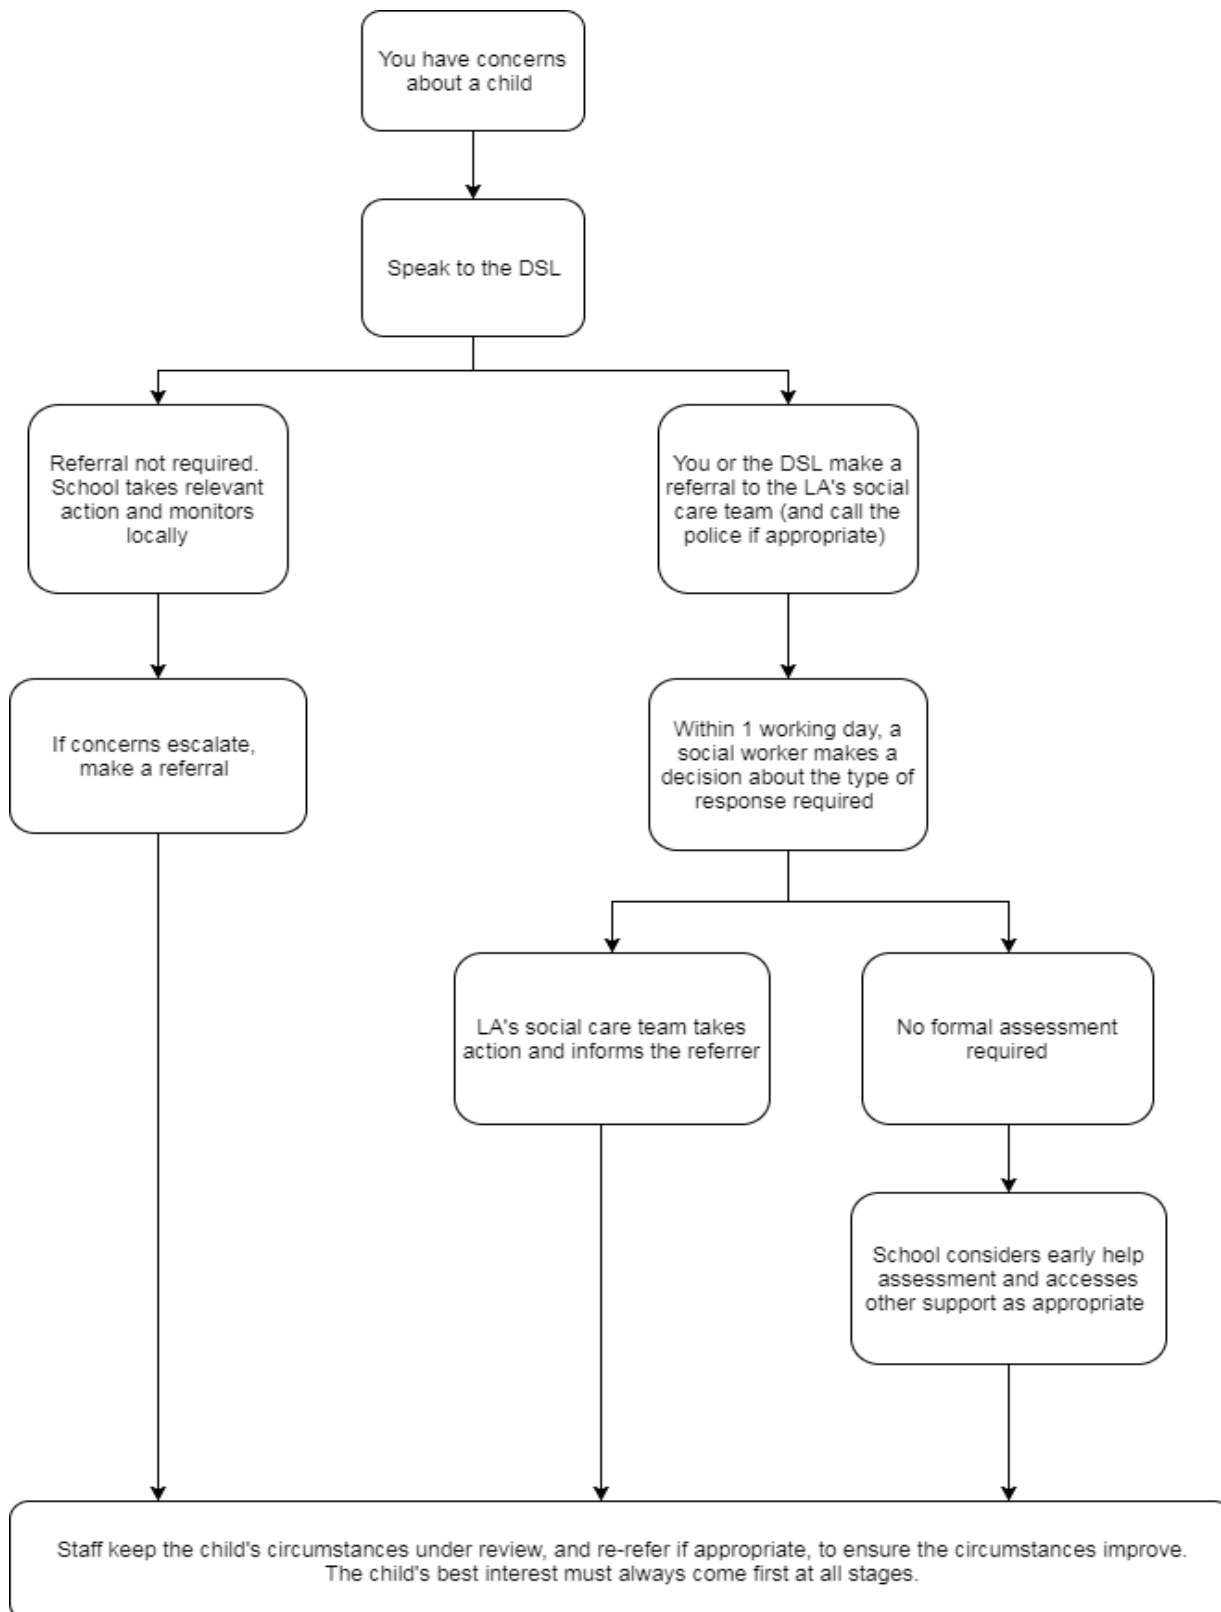 You have concerns
about a child
Speak to the DSL
Referral not required.
School takes relevant
action and monitors
locally
You or the DSL make a
referral to the LA's social
care team (and call the
police if appropriate)
If concerns escalate,
make a referral
Within 1 working day, a
social worker makes a
decision about the type of
response required
LA's social care team takes
action and informs the referrer
No formal assessment
required
School considers early help
assessment and accesses
other support as appropriate
Staff keep the child's circumstances under review, and re-refer if appropriate, to ensure the circumstances improve.
The child's best interest must always come first at all stages.